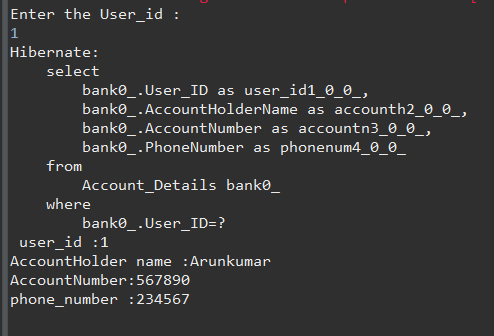 Enter the User_id :
1
Hibernate:
    select
        bank0_.User_ID as user_id1_0_0_,
        bank0_.AccountHolderName as accounth2_0_0_,
        bank0_.AccountNumber as accountn3_0_0_,
        bank0_.PhoneNumber as phonenum4_0_0_
    from
        Account_Details bank0_
    where
        bank0_.User_ID=?
 user_id :1
AccountHolder name :Arunkumar
AccountNumber:567890
phone_number :234567